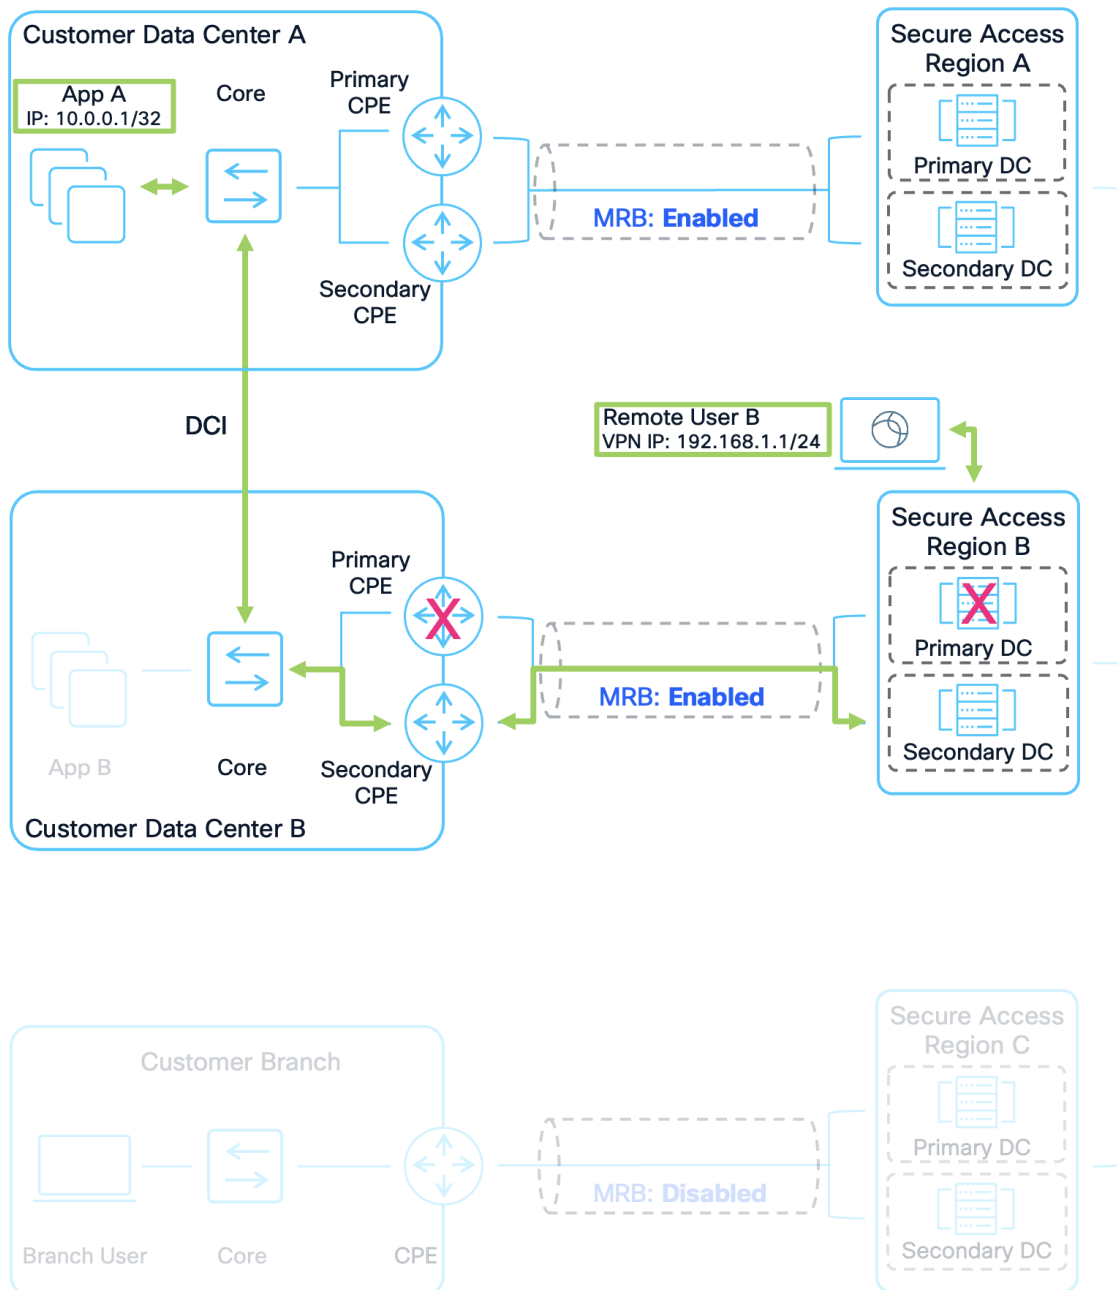 Customer Data Center A
App A
IP: 10.0.0.1/32
Core
Primary
CPE
Secondary
CPE
MRB: Enabled
Secure Access
Region A
Primary DC
Secondary DC
DCI
Remote User B
VPN IP: 192.168.1.1/24
Primary
CPE
App B
Core
Secondary
CPE
Customer Data Center B
MRB: Enabled
Secure Access
Region B
X
X
Primary DC
Secondary DC
Customer Branch
Branch User
Core
CPE
MRB: Disabled
Secure Access
Region C
Primary DC
Secondary DC